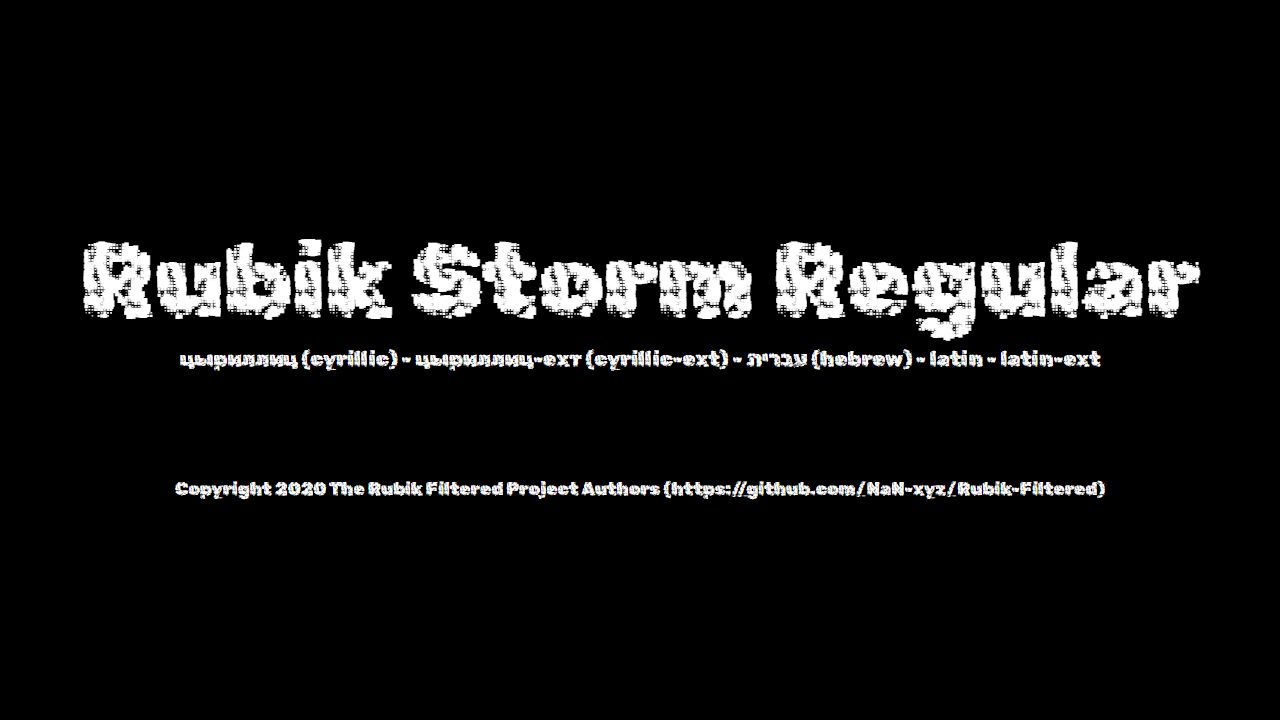 Rubik Storm Regular
цырилլиц (cyrillic) - цыриллиц-ехт (cyrillic-ext) - עברית (hebrew) - latin - latin-ext
Copyright 2020 The Rubik Filtered Project Authors (https://github.com/NaN-xyz/Rubik-Filtered)